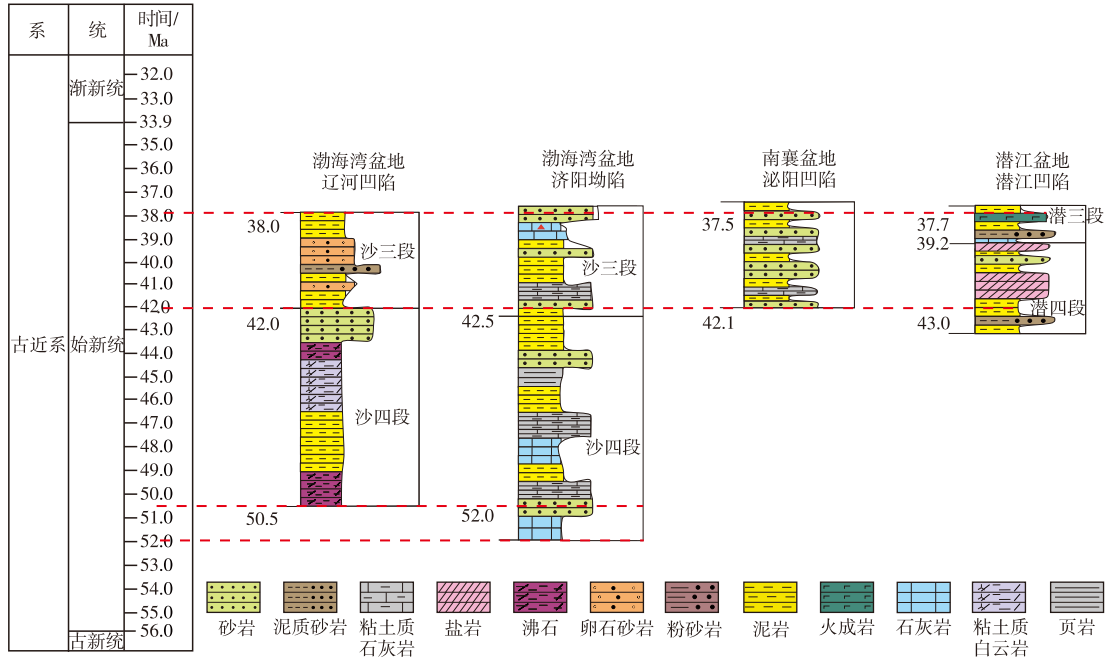 系
统
时间/
Ma
渐新统
古近系
始新统
古新统
32.0
33.0
33.9
35.0
36.0
37.0
38.0
39.0
40.0
41.0
42.0
43.0
44.0
45.0
46.0
47.0
48.0
49.0
50.0
51.0
52.0
53.0
54.0
55.0
56.0
渤海湾盆地
辽河凹陷
38.0
沙三段
42.0
沙四段
50.5
渤海湾盆地
济阳坳陷
沙三段
42.5
沙四段
52.0
南襄盆地
泌阳凹陷
37.5
42.1
潜江盆地
潜江凹陷
潜三段
37.7
39.2
潜四段
43.0
砂岩
泥质砂岩
粘土质
石灰岩
盐岩
沸石
卵石砂岩
粉砂岩
泥岩
火成岩
石灰岩
粘土质
白云岩
页岩